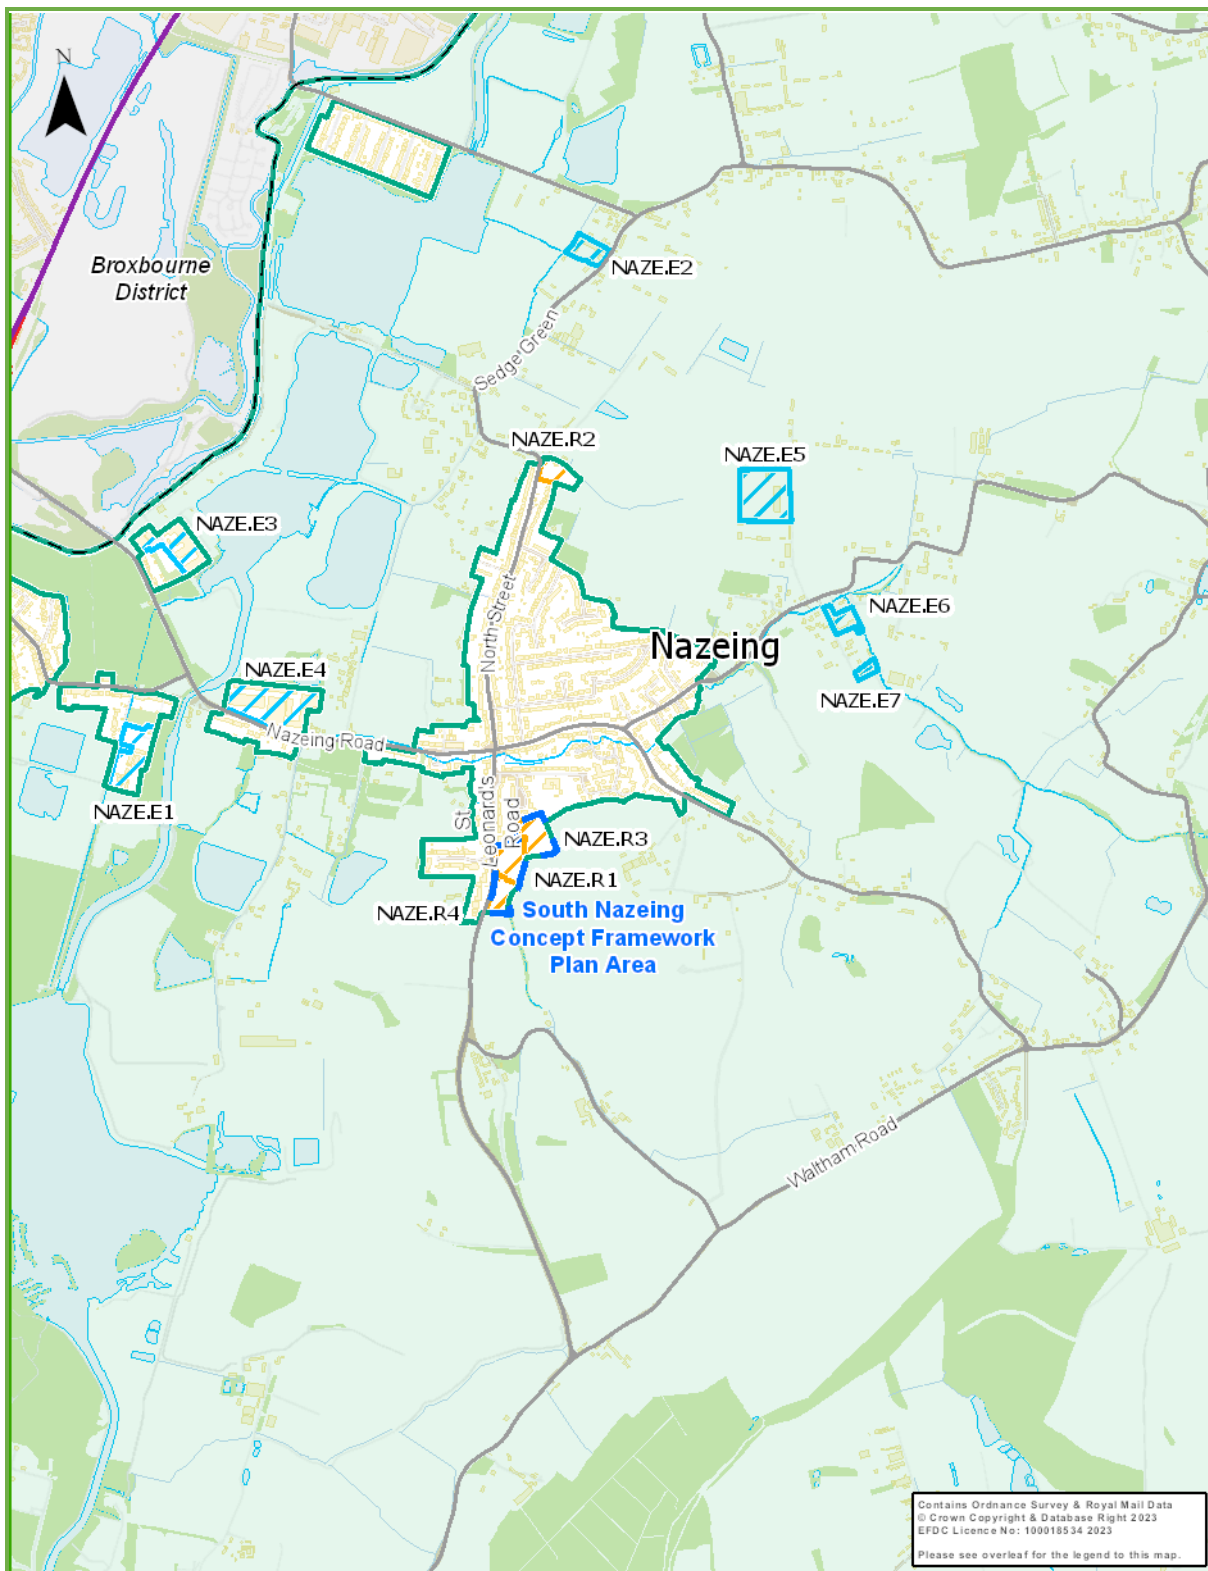 N
Broxbourne
District
NAZE.E2
Sedge Green
NAZE.R2
NAZE.E5
NAZE.E3
North Street
NAZE.E6
Nazeing
NAZE.E4
NAZE.E7
Nazeing Road
NAZE.E1
St.
Leonard's
Road
NAZE.R3
NAZE.R1
NAZE.R4
South Nazeing
Concept Framework
Plan Area
Waltham Road
Contains Ordnance Survey & Royal Mail Data
© Crown Copyright & Database Right 2023
EFDC Licence No: 100018534 2023
Please see overleaf for the legend to this map.